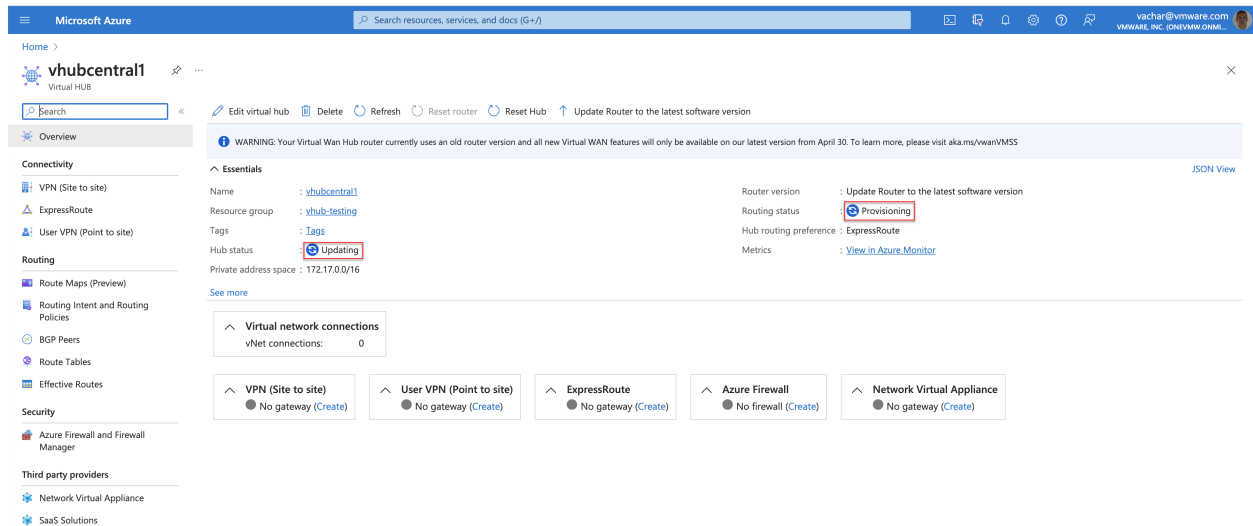 Microsoft Azure
Search resources, services, and docs (G+/)
vachar@vmware.com
VMWARE, INC. (ONEVMW.ONMI...
Home >
vhubcentral1
...
Virtual HUB
Search
«
Edit virtual hub
Delete
Refresh
Reset router
Reset Hub
Update Router to the latest software version
Overview
WARNING: Your Virtual Wan Hub router currently uses an old router version and all new Virtual WAN features will only be available on our latest version from April 30. To learn more, please visit aka.ms/vwanVMSS
Connectivity
VPN (Site to site)
ExpressRoute
User VPN (Point to site)
Routing
Route Maps (Preview)
Routing Intent and Routing
Policies
BGP Peers
Route Tables
Effective Routes
Security
Azure Firewall and Firewall
Manager
Third party providers
Network Virtual Appliance
SaaS Solutions
Essentials
JSON View
Name : vhubcentral1
Resource group : vhub-testing
Tags : Tags
Hub status : Updating
Private address space : 172.17.0.0/16
Router version : Update Router to the latest software version
Routing status : Provisioning
Hub routing preference : ExpressRoute
Metrics : View in Azure Monitor
See more
Virtual network connections
vNet connections: 0
VPN (Site to site)
No gateway (Create)
User VPN (Point to site)
No gateway (Create)
ExpressRoute
No gateway (Create)
Azure Firewall
No firewall (Create)
Network Virtual Appliance
No gateway (Create)